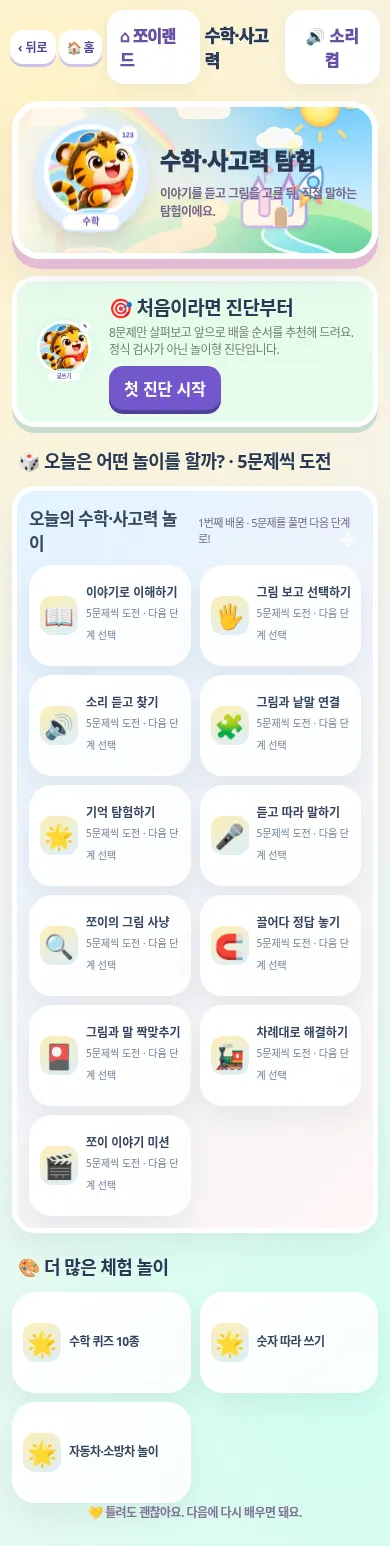 ‹ 뒤로
🏠 홈
⌂ 쪼이랜
드
수학·사고
력
🔊 소리
켬
123
수학
수학·사고력 탐험
이야기를 듣고 그림을 고른 뒤, 직접 말하는
탐험이에요.
글쓰기
🎯 처음이라면 진단부터
8문제만 살펴보고 앞으로 배울 순서를 추천해 드려요.
정식 검사가 아닌 놀이형 진단입니다.
첫 진단 시작
🎲 오늘은 어떤 놀이를 할까? · 5문제씩 도전
오늘의 수학·사고력 놀
이
1번째 배움 · 5문제를 풀면 다음 단계
로!
이야기로 이해하기
5문제씩 도전 · 다음 단
계 선택
그림 보고 선택하기
5문제씩 도전 · 다음 단
계 선택
소리 듣고 찾기
5문제씩 도전 · 다음 단
계 선택
그림과 낱말 연결
5문제씩 도전 · 다음 단
계 선택
기억 탐험하기
5문제씩 도전 · 다음 단
계 선택
듣고 따라 말하기
5문제씩 도전 · 다음 단
계 선택
쪼이의 그림 사냥
5문제씩 도전 · 다음 단
계 선택
끌어다 정답 놓기
5문제씩 도전 · 다음 단
계 선택
그림과 말 짝맞추기
5문제씩 도전 · 다음 단
계 선택
차례대로 해결하기
5문제씩 도전 · 다음 단
계 선택
쪼이 이야기 미션
5문제씩 도전 · 다음 단
계 선택
🎨 더 많은 체험 놀이
수학 퀴즈 10종
숫자 따라 쓰기
자동차·소방차 놀이
💛 틀려도 괜찮아요. 다음에 다시 배우면 돼요.